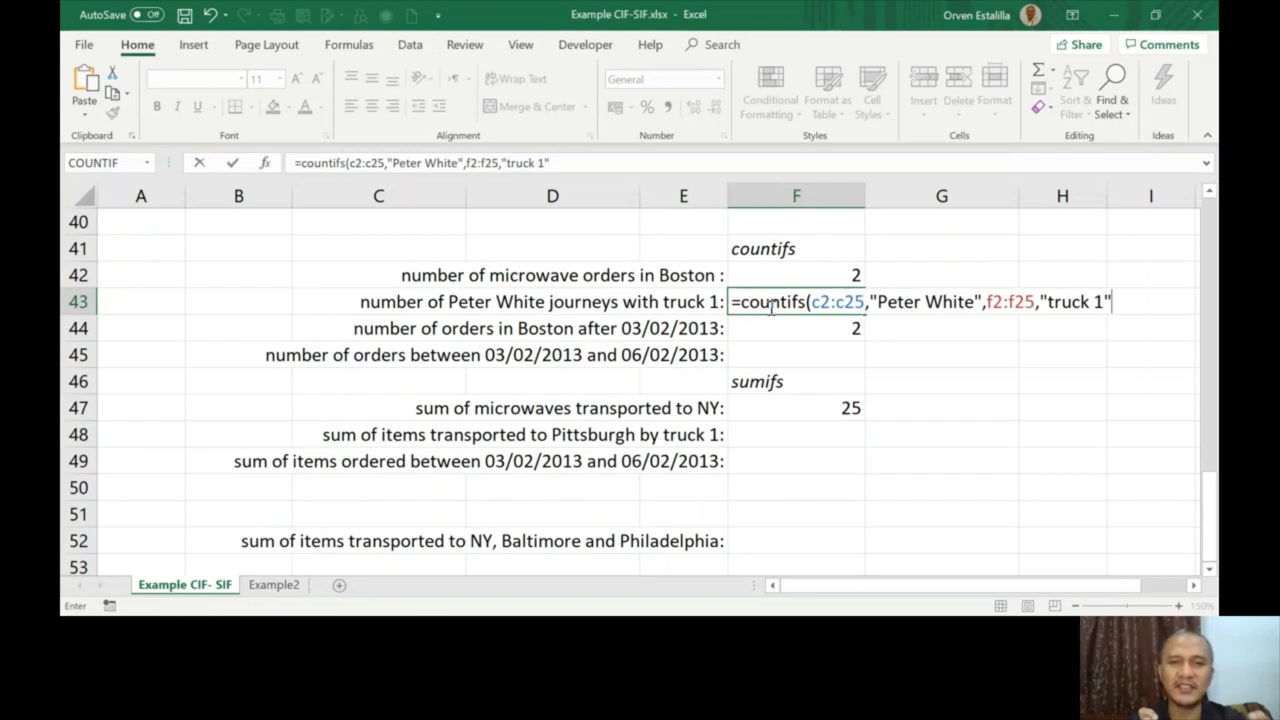 AutoSave Off Example CIF-SIF.xlsx - Excel Orven Estalilla
File Home Insert Page Layout Formulas Data Review View Developer Help Search Share Comments
Paste 11 Wrap Text General Conditional Formatting Format as Table Cell Styles Insert Delete Format Sort & Filter Find & Select Ideas
Merge & Center
Clipboard Font Alignment Number Styles Cells Editing Ideas
COUNTIF fx =countifs(c2:c25,"Peter White",f2:f25,"truck 1"
A B C D E F G H I
40
41 countifs
42 number of microwave orders in Boston : 2
43 number of Peter White journeys with truck 1: =countifs(c2:c25,"Peter White",f2:f25,"truck 1"
44 number of orders in Boston after 03/02/2013: 2
45 number of orders between 03/02/2013 and 06/02/2013:
46 sumifs
47 sum of microwaves transported to NY: 25
48 sum of items transported to Pittsburgh by truck 1:
49 sum of items ordered between 03/02/2013 and 06/02/2013:
50
51
52 sum of items transported to NY, Baltimore and Philadelphia:
53
Example CIF- SIF Example2
Enter 150%